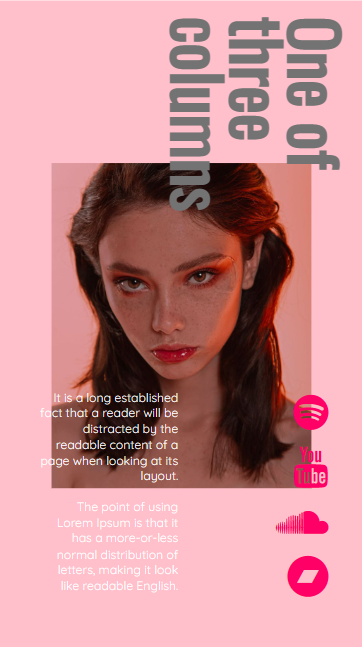 One of
three
columns
It is a long established
fact that a reader will be
distracted by the
readable content of a
page when looking at its
layout.
The point of using
Lorem Ipsum is that it
has a more-or-less
normal distribution of
letters, making it look
like readable English.
You
Tube